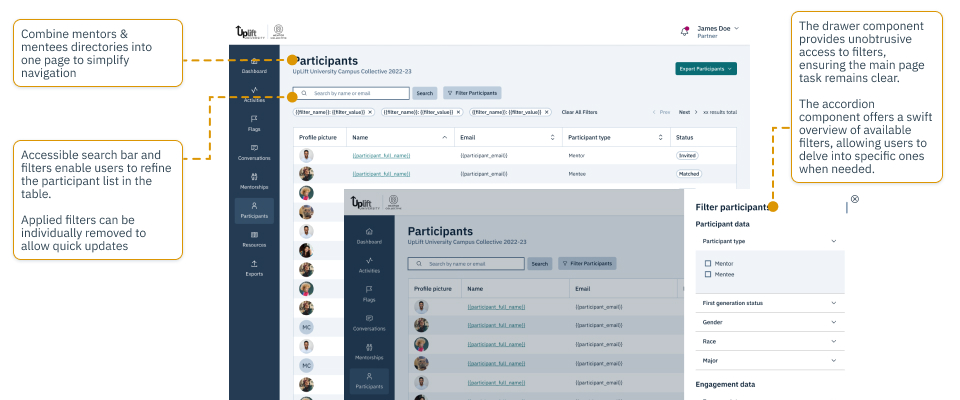 Combine mentors &
mentees directories into
one page to simplify
navigation
Accessible search bar and
filters enable users to refine
the participant list in the
table.
Applied filters can be
individually removed to
allow quick updates
The drawer component
provides unobtrusive
access to filters,
ensuring the main page
task remains clear.
The accordion
component offers a swift
overview of available
filters, allowing users to
delve into specific ones
when needed.
Uplift
UNIVERSITY
James Doe
Partner
Dashboard
Activities
Flags
Conversations
Mentorships
Participants
Resources
Exports
Participants
UpLift University Campus Collective 2022-23
Export Participants
Search by name or email
Search
Filter Participants
{{filter_name}}: {{filter_value}} ×
{{filter_name}}: {{filter_value}} ×
{{filter_name}}: {{filter_value}} ×
Clear All Filters
Prev
Next
xx results total
Profile picture
Name
Email
Participant type
Status
{{participant_full_name}}
{{participant_email}}
Mentor
Invited
{{participant_full_name}}
{{participant_email}}
Mentee
Matched
MC
MC
Uplift
UNIVERSITY
Dashboard
Activities
Flags
Conversations
Mentorships
Participants
Participants
UpLift University Campus Collective 2022-23
Search by name or email
Search
Filter Participants
Profile picture
Name
Email
{{participant_full_name}}
{{participant_email}}
{{participant_full_name}}
{{participant_email}}
{{participant_full_name}}
{{participant_email}}
{{participant_full_name}}
{{participant_email}}
{{participant_full_name}}
{{participant_email}}
Filter participants
Participant data
Participant type
Mentor
Mentee
First generation status
Gender
Race
Major
Engagement data